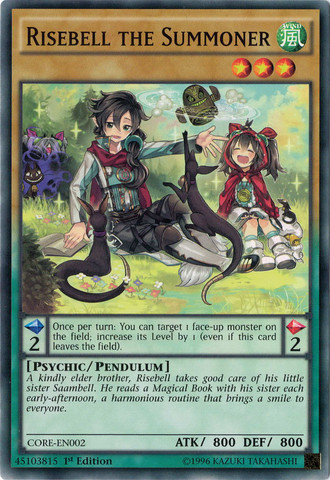 RISEBELL THE SUMMONER
WIND
風
2
Once per turn: You can target 1 face-up monster on
the field; increase its Level by 1 (even if this card
leaves the field).
2
[PSYCHIC/PENDULUM]
A kindly elder brother, Risebell takes good care of his little
sister Saambell. He reads a Magical Book with his sister each
early-afternoon, a harmonious routine that brings a smile to
everyone.
CORE-EN002
ATK/ 800 DEF/ 800
45103815 1st Edition
©1996 KAZUKI TAKAHASHI